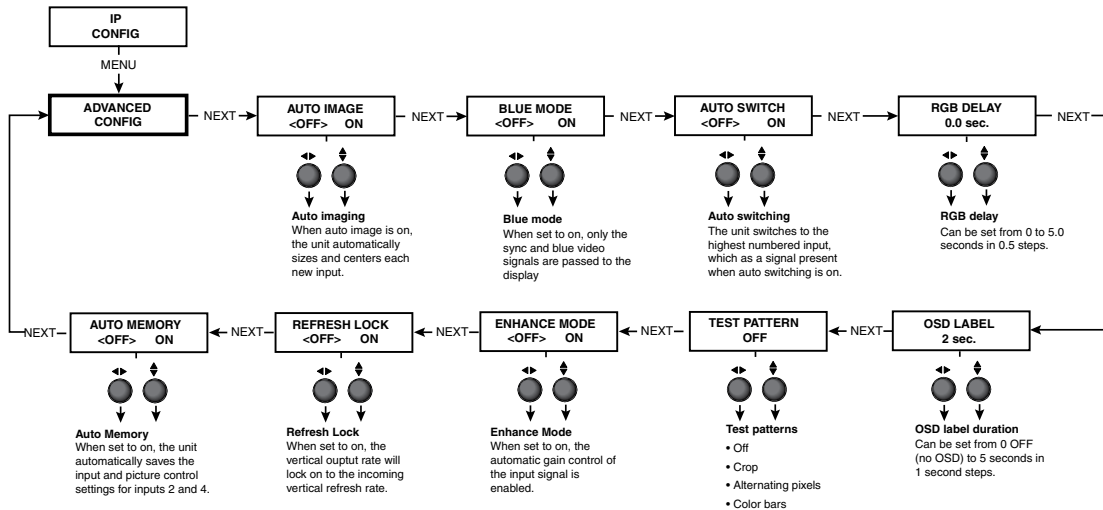 IP
CONFIG
MENU
ADVANCED
CONFIG
NEXT
AUTO IMAGE
<OFF> ON
NEXT
BLUE MODE
<OFF> ON
NEXT
AUTO SWITCH
<OFF> ON
NEXT
RGB DELAY
0.0 sec.
NEXT
Auto imaging
When auto image is on,
the unit automatically
sizes and centers each
new input.
Blue mode
When set to on, only the
sync and blue video
signals are passed to the
display
Auto switching
The unit switches to the
highest numbered input,
which as a signal present
when auto switching is on.
RGB delay
Can be set from 0 to 5.0
seconds in 0.5 steps.
NEXT
AUTO MEMORY
<OFF> ON
NEXT
REFRESH LOCK
<OFF> ON
NEXT
ENHANCE MODE
<OFF> ON
NEXT
TEST PATTERN
OFF
NEXT
OSD LABEL
2 sec.
Auto Memory
When set to on, the unit
automatically saves the
input and picture control
settings for inputs 2 and 4.
Refresh Lock
When set to on, the
vertical ouptut rate will
lock on to the incoming
vertical refresh rate.
Enhance Mode
When set to on, the
automatic gain control of
the input signal is
enabled.
Test patterns
• Off
• Crop
• Alternating pixels
• Color bars
OSD label duration
Can be set from 0 OFF
(no OSD) to 5 seconds in
1 second steps.